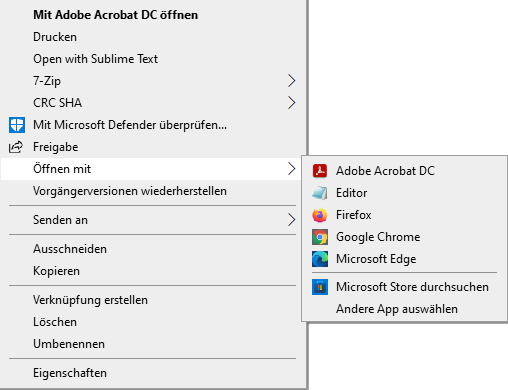 Mit Adobe Acrobat DC öffnen
Drucken
Open with Sublime Text
7-Zip
CRC SHA
Mit Microsoft Defender überprüfen...
Freigabe
Öffnen mit
Vorgängerversionen wiederherstellen
Senden an
Ausschneiden
Kopieren
Verknüpfung erstellen
Löschen
Umbenennen
Eigenschaften
Adobe Acrobat DC
Editor
Firefox
Google Chrome
Microsoft Edge
Microsoft Store durchsuchen
Andere App auswählen